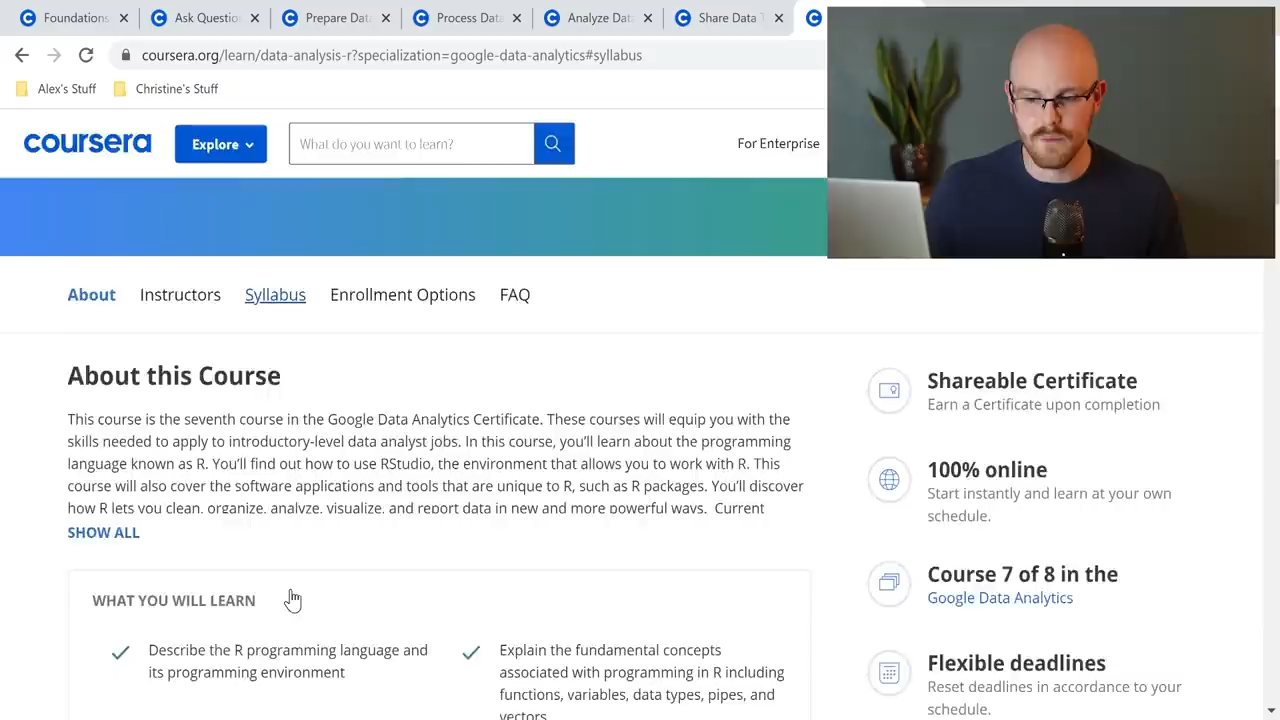 Foundations
Ask Questio
Prepare Dat
Process Dat
Analyze Dat
Share Data T
coursera.org/learn/data-analysis-r?specialization=google-data-analytics#syllabus
Alex's Stuff
Christine's Stuff
coursera
Explore
What do you want to learn?
For Enterprise
About
Instructors
Syllabus
Enrollment Options
FAQ
About this Course
This course is the seventh course in the Google Data Analytics Certificate. These courses will equip you with the
skills needed to apply to introductory-level data analyst jobs. In this course, you'll learn about the programming
language known as R. You'll find out how to use RStudio, the environment that allows you to work with R. This
course will also cover the software applications and tools that are unique to R, such as R packages. You'll discover
how R lets you clean, organize, analyze, visualize, and report data in new and more powerful ways. Current
SHOW ALL
WHAT YOU WILL LEARN
Describe the R programming language and
its programming environment
Explain the fundamental concepts
associated with programming in R including
functions, variables, data types, pipes, and
vectors
Shareable Certificate
Earn a Certificate upon completion
100% online
Start instantly and learn at your own
schedule.
Course 7 of 8 in the
Google Data Analytics
Flexible deadlines
Reset deadlines in accordance to your
schedule.